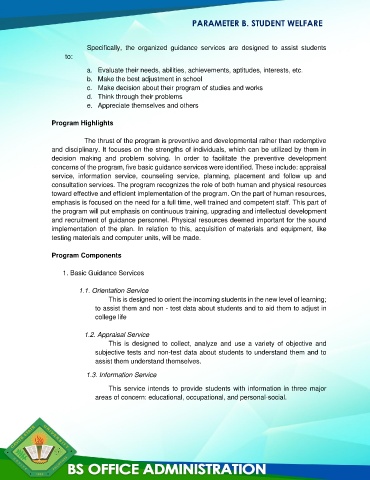 PARAMETER B. STUDENT WELFARE
Specifically, the organized guidance services are designed to assist students
to:
a. Evaluate their needs, abilities, achievements, aptitudes, interests, etc
b. Make the best adjustment in school
c. Make decision about their program of studies and works
d. Think through their problems
e. Appreciate themselves and others
Program Highlights
The thrust of the program is preventive and developmental rather than redemptive
and disciplinary. It focuses on the strengths of individuals, which can be utilized by them in
decision making and problem solving. In order to facilitate the preventive development
concerns of the program, five basic guidance services were identified. These include: appraisal
service, information service, counseling service, planning, placement and follow up and
consultation services. The program recognizes the role of both human and physical resources
toward effective and efficient implementation of the program. On the part of human resources,
emphasis is focused on the need for a full time, well trained and competent staff. This part of
the program will put emphasis on continuous training, upgrading and intellectual development
and recruitment of guidance personnel. Physical resources deemed important for the sound
implementation of the plan. In relation to this, acquisition of materials and equipment, like
testing materials and computer units, will be made.
Program Components
1. Basic Guidance Services
1.1. Orientation Service
This is designed to orient the incoming students in the new level of learning;
to assist them and non - test data about students and to aid them to adjust in
college life
1.2. Appraisal Service
This is designed to collect, analyze and use a variety of objective and
subjective tests and non-test data about students to understand them and to
assist them understand themselves.
1.3. Information Service
This service intends to provide students with information in three major
areas of concern: educational, occupational, and personal-social.
BS OFFICE ADMINISTRATION